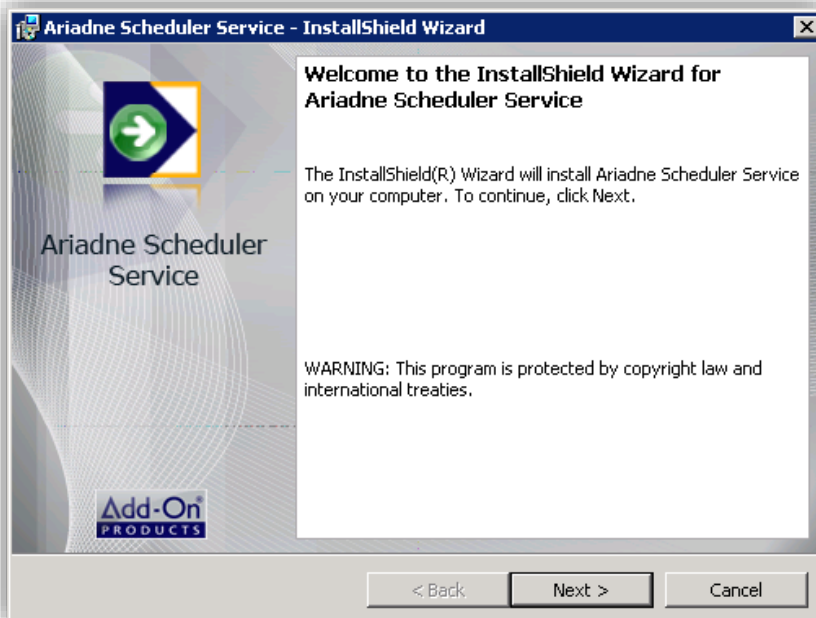 Ariadne Scheduler Service - InstallShield Wizard
Welcome to the InstallShield Wizard for
Ariadne Scheduler Service
The InstallShield(R) Wizard will install Ariadne Scheduler Service
on your computer. To continue, click Next.
Ariadne Scheduler
Service
WARNING: This program is protected by copyright law and
international treaties.
Add-On®
PRODUCTS
< Back
Next >
Cancel